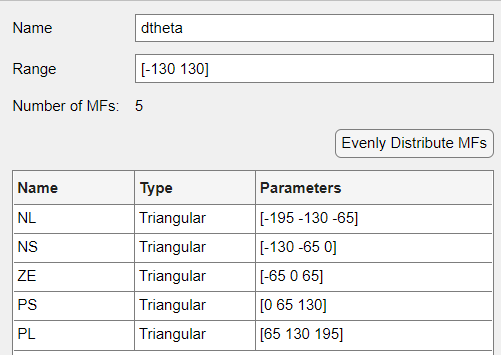 Name dtheta
Range [-130 130]
Number of MFs: 5
Evenly Distribute MFs
Name Type Parameters
NL Triangular [-195 -130 -65]
NS Triangular [-130 -65 0]
ZE Triangular [-65 0 65]
PS Triangular [0 65 130]
PL Triangular [65 130 195]